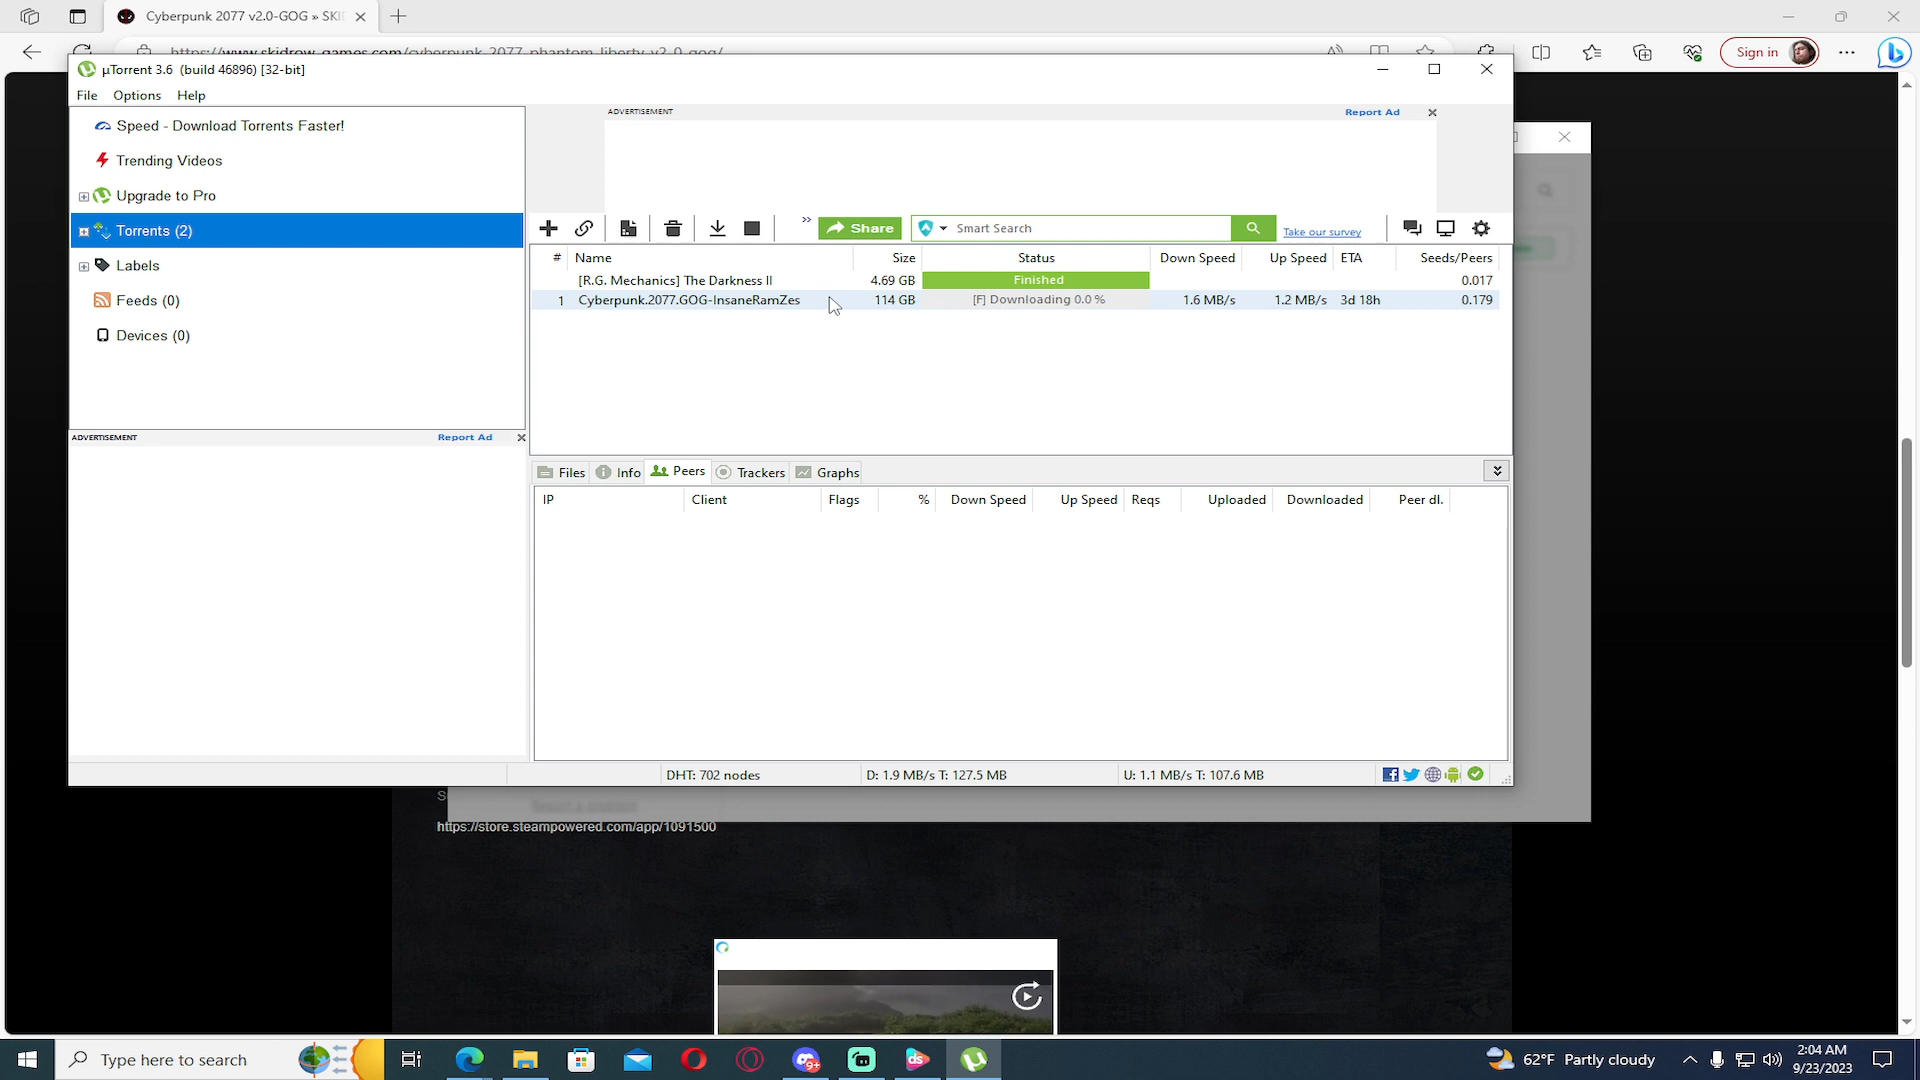 Cyberpunk 2077 v2.0-GOG » SKI
https://www.skidrow-games.com/cyberpunk-2077-phantom-liberty-v2-0-gog/
Sign in
µTorrent 3.6 (build 46896) [32-bit]
File Options Help
Speed - Download Torrents Faster!
Trending Videos
Upgrade to Pro
Torrents (2)
Labels
Feeds (0)
Devices (0)
ADVERTISEMENT Report Ad
ADVERTISEMENT Report Ad
Share
Smart Search
Take our survey
# Name Size Status Down Speed Up Speed ETA Seeds/Peers
[R.G. Mechanics] The Darkness II 4.69 GB Finished 0.017
1 Cyberpunk.2077.GOG-InsaneRamZes 114 GB [F] Downloading 0.0 % 1.6 MB/s 1.2 MB/s 3d 18h 0.179
Files Info Peers Trackers Graphs
IP Client Flags % Down Speed Up Speed Reqs Uploaded Downloaded Peer dl.
DHT: 702 nodes D: 1.9 MB/s T: 127.5 MB U: 1.1 MB/s T: 107.6 MB
S
https://store.steampowered.com/app/1091500
Type here to search
9+
ds
62°F Partly cloudy
2:04 AM
9/23/2023